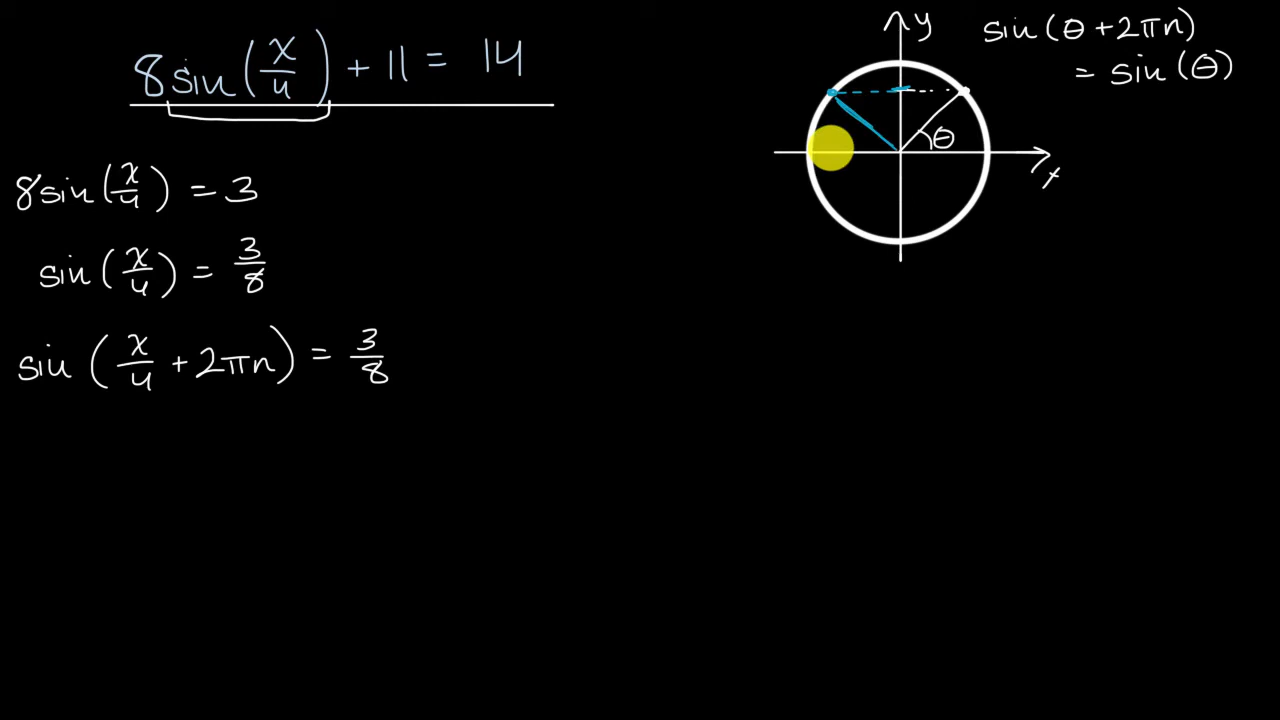 8sin(x/4) + 11 = 14
8sin(x/4) = 3
sin(x/4) = 3/8
sin(x/4 + 2πn) = 3/8
y
sin(θ + 2πn)
= sin(θ)
θ
x